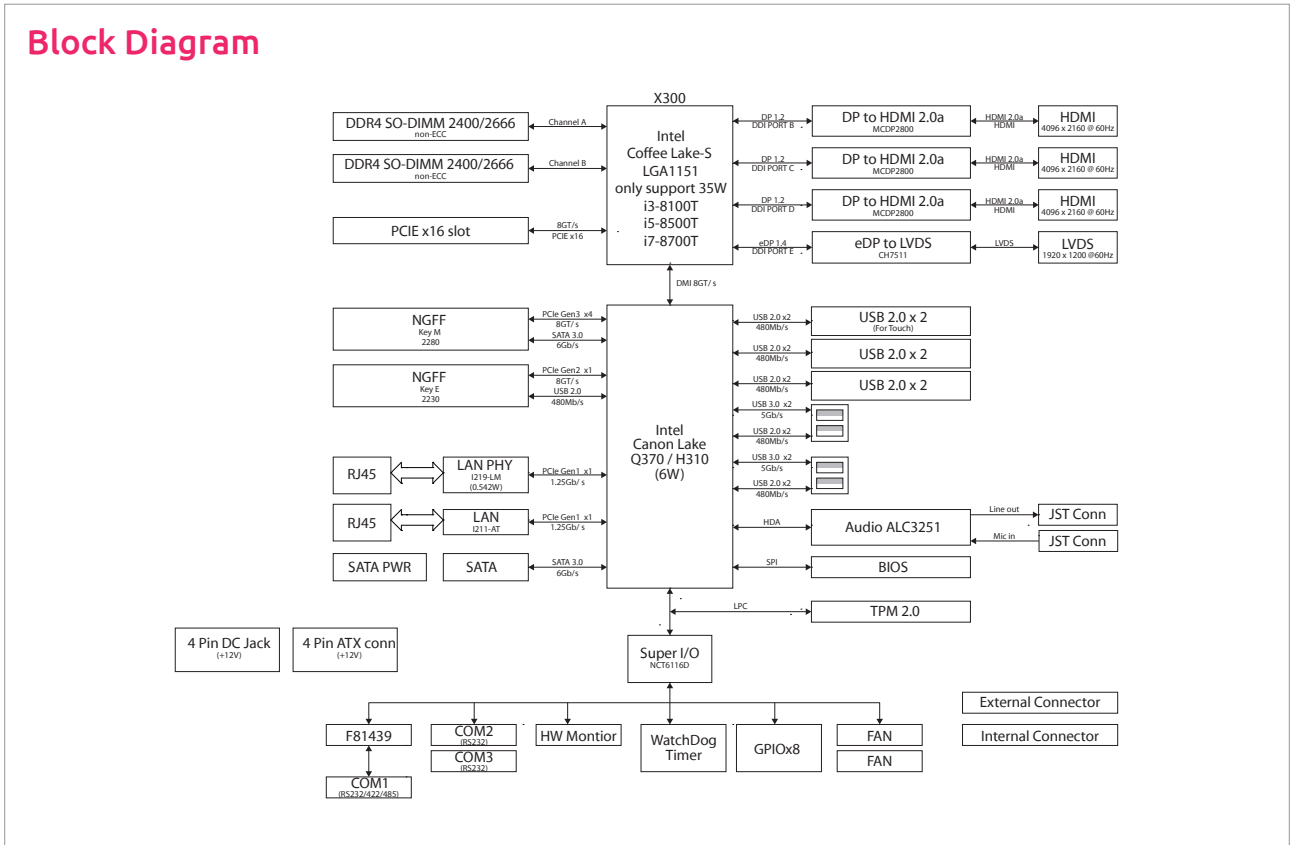 Block Diagram
X300
DDR4 SO-DIMM 2400/2666
non-ECC
Channel A
DDR4 SO-DIMM 2400/2666
non-ECC
Channel B
PCIE x16 slot
8GT/s
PCIE x16
Intel
Coffee Lake-S
LGA1151
only support 35W
i3-8100T
i5-8500T
i7-8700T
DP 1.2
DDI PORT B
DP to HDMI 2.0a
MCDP2800
HDMI 2.0a
HDMI
HDMI
4096 x 2160 @ 60Hz
DP 1.2
DDI PORT C
DP to HDMI 2.0a
MCDP2800
HDMI 2.0a
HDMI
HDMI
4096 x 2160 @ 60Hz
DP 1.2
DDI PORT D
DP to HDMI 2.0a
MCDP2800
HDMI 2.0a
HDMI
HDMI
4096 x 2160 @ 60Hz
eDP 1.4
DDI PORT E
eDP to LVDS
CH7511
LVDS
LVDS
1920 x 1200 @60Hz
DMI 8GT/ s
NGFF
Key M
2280
PCIe Gen3 x4
8GT/ s
SATA 3.0
6Gb/s
NGFF
Key E
2230
PCIe Gen2 x1
8GT/ s
USB 2.0
480Mb/s
RJ45
LAN PHY
I219-LM
(0.542W)
PCIe Gen1 x1
1.25Gb/ s
RJ45
LAN
I211-AT
PCIe Gen1 x1
1.25Gb/ s
SATA PWR
SATA
SATA 3.0
6Gb/s
Intel
Canon Lake
Q370 / H310
(6W)
USB 2.0 x2
480Mb/s
USB 2.0 x 2
(For Touch)
USB 2.0 x2
480Mb/s
USB 2.0 x 2
USB 2.0 x2
480Mb/s
USB 2.0 x 2
USB 3.0 x2
5Gb/s
USB 2.0 x2
480Mb/s
USB 3.0 x2
5Gb/s
USB 2.0 x2
480Mb/s
HDA
Audio ALC3251
Line out
JST Conn
Mic in
JST Conn
SPI
BIOS
LPC
TPM 2.0
4 Pin DC Jack
(+12V)
4 Pin ATX conn
(+12V)
Super I/O
NCT6116D
External Connector
Internal Connector
F81439
COM1
(RS232/422/485)
COM2
(RS232)
COM3
(RS232)
HW Montior
WatchDog
Timer
GPIOx8
FAN
FAN